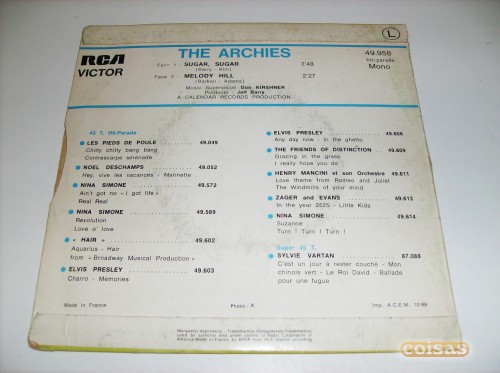 RCA
VICTOR
THE ARCHIES
L
49.958
hit-parade
Mono
Face 1 : SUGAR, SUGAR 2'48
(Barry - Kim)
Face 2 : MELODY HILL 2'27
(Barkan - Adams)
Music Supervision Don KIRSHNER
Producer : Jeff Barry
A CALENDAR RECORDS PRODUCTION
45 T. Hit-Parade
LES PIEDS DE POULE 49.049
Chitty chitty bang bang
Contrescarpe sérénade
NOEL DESCHAMPS 49.052
Hey, vive les vacances - Marinette
NINA SIMONE 49.572
Ain't got no « I got life »
Real Real
NINA SIMONE 49.589
Revolution
Love o' love
« HAIR » 49.602
Aquarius - Hair
from « Broadway Musical Production »
ELVIS PRESLEY 49.603
Charro - Memories
ELVIS PRESLEY 49.606
Any day now - In the ghetto
THE FRIENDS OF DISTINCTION 49.609
Grazing in the grass
I really hope you do
HENRY MANCINI et son Orchestre 49.611
Love theme from Romeo and Juliet
The Windmills of your mind
ZAGER and EVANS 49.613
In the year 2525 - Little Kids
NINA SIMONE 49.614
Suzanne
Turn ! Turn ! Turn !
Super 45 T.
SYLVIE VARTAN 87.088
C'est un jour à rester couché - Mon
chinois vert - Le Roi David - Ballade
pour une fugue
Made in France
Photo : X
Imp. A.C.E.M. 10-69
coisas